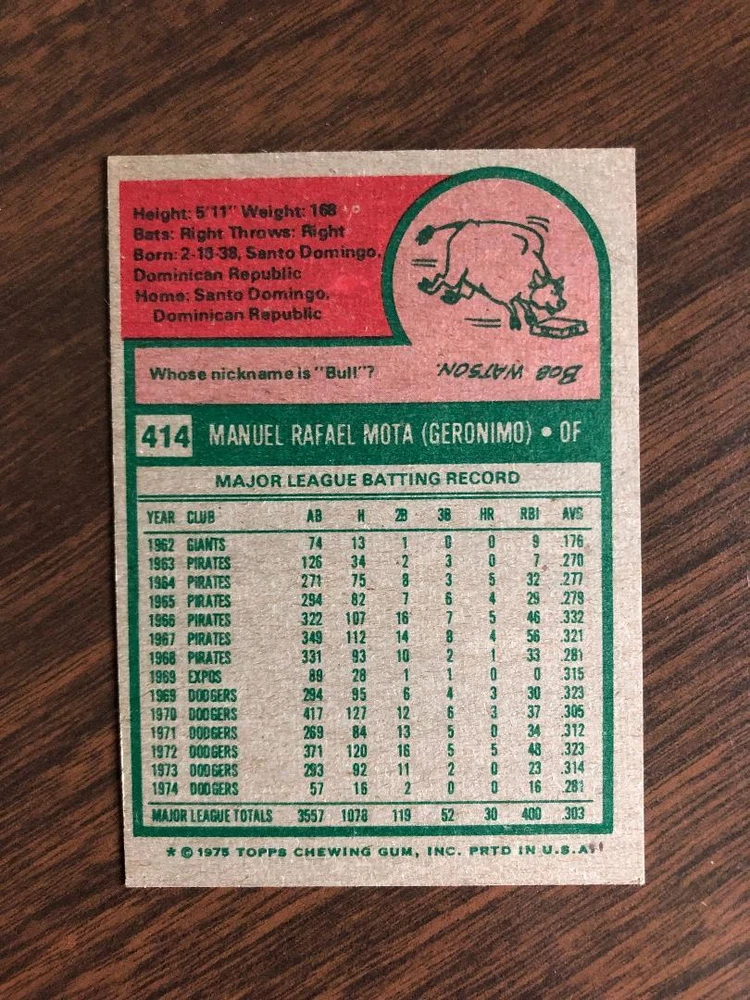 Height: 5'11" Weight: 168
Bats: Right Throws: Right
Born: 2-18-38, Santo Domingo,
Dominican Republic
Home: Santo Domingo,
Dominican Republic
Whose nickname is "Bull"?
BOB WATSON.
414 MANUEL RAFAEL MOTA (GERONIMO) • OF
MAJOR LEAGUE BATTING RECORD
YEAR CLUB AB H 2B 3B HR RBI AVG
1962 GIANTS 74 13 1 0 0 9 .176
1963 PIRATES 126 34 2 3 0 7 .270
1964 PIRATES 271 75 8 3 5 32 .277
1965 PIRATES 294 82 7 6 4 29 .279
1966 PIRATES 322 107 16 7 5 46 .332
1967 PIRATES 349 112 14 8 4 56 .321
1968 PIRATES 331 93 10 2 1 33 .281
1969 EXPOS 89 28 1 1 0 0 .315
1969 DODGERS 294 95 6 4 3 30 .323
1970 DODGERS 417 127 12 6 3 37 .305
1971 DODGERS 269 84 13 5 0 34 .312
1972 DODGERS 371 120 16 5 5 48 .323
1973 DODGERS 293 92 11 2 0 23 .314
1974 DODGERS 57 16 2 0 0 16 .281
MAJOR LEAGUE TOTALS 3557 1078 119 52 30 400 .303
* © 1975 TOPPS CHEWING GUM, INC. PRTD IN U.S.A.